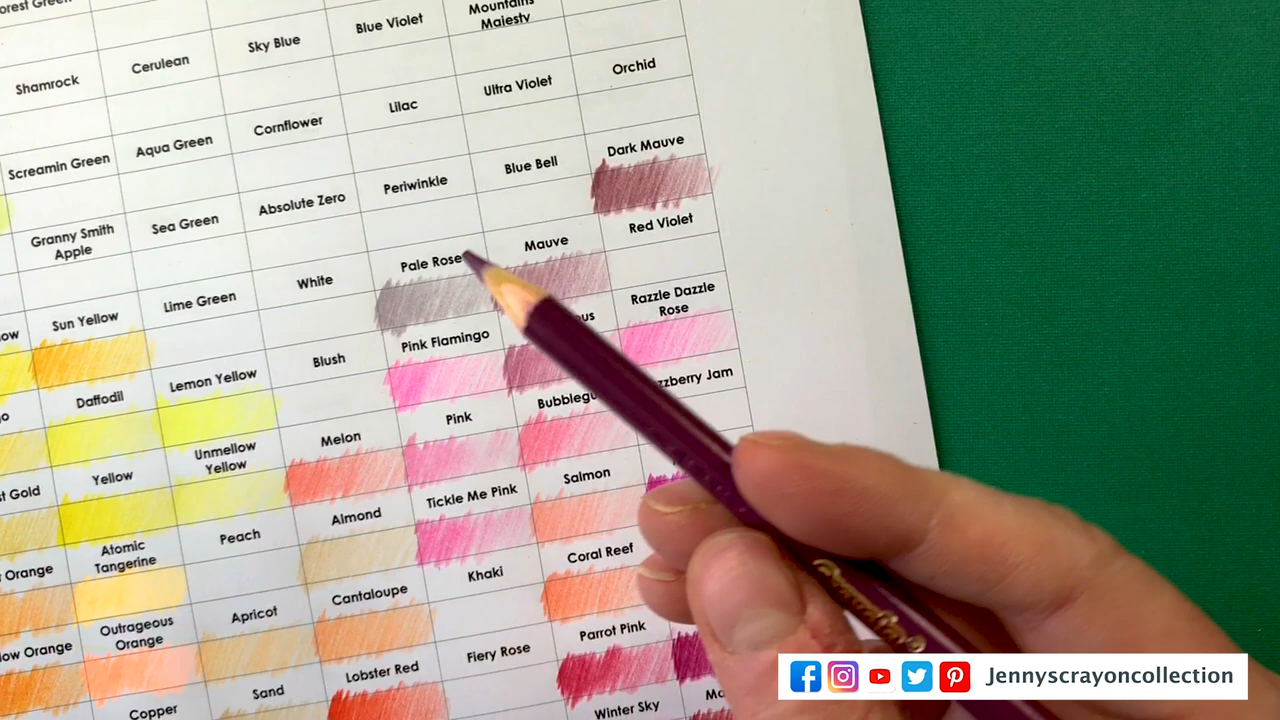 Mountains
Blue Violet
Majesty
Sky Blue
Cerulean
Shamrock
Orchid
Ultra Violet
Lilac
Cornflower
Aqua Green
Screamin Green
Dark Mauve
Blue Bell
Periwinkle
Absolute Zero
Sea Green
Granny Smith
Apple
Red Violet
Mauve
Pale Rose
White
Lime Green
Sun Yellow
Razzle Dazzle
Rose
Pink Flamingo
Blush
Lemon Yellow
Daffodil
Pink
Melon
Unmellow
Yellow
Yellow
Salmon
Tickle Me Pink
Almond
Peach
Atomic
Tangerine
Orange
Coral Reef
Khaki
Cantaloupe
Apricot
Outrageous
Orange
Orange
Parrot Pink
Fiery Rose
Lobster Red
Sand
Copper
Winter Sky
Crayola
Jennyscrayoncollection